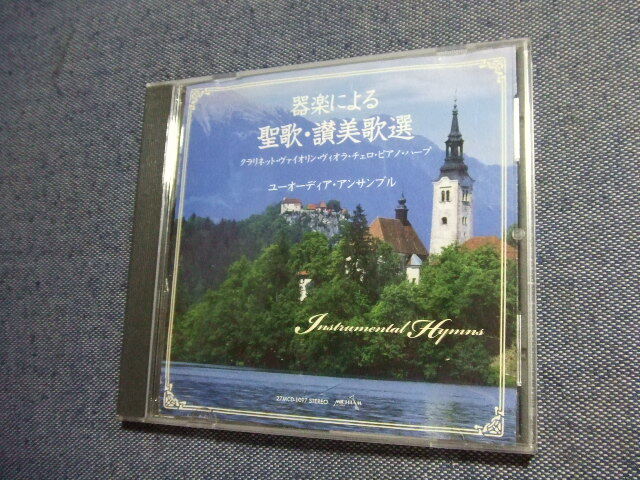 器楽による
聖歌・讃美歌選
クラリネット・ヴァイオリン・ヴィオラ・チェロ・ピアノ・ハープ
ユーオーディア・アンサンブル
Instrumental Hymns
27MCD-1017 STEREO